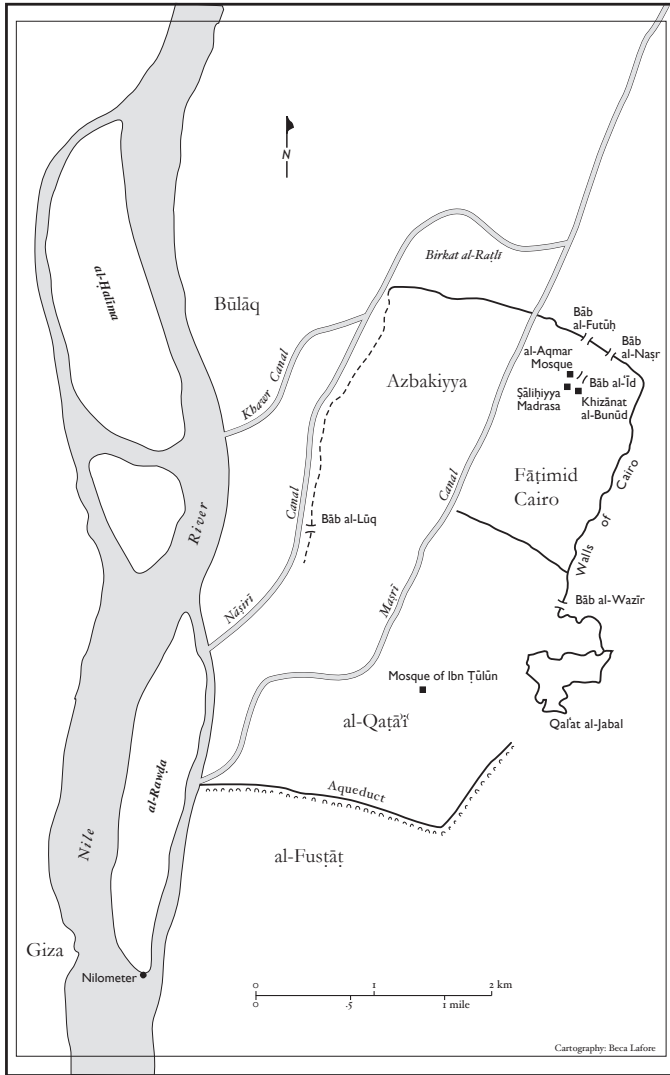 N
al-Ḥalīma
Būlāq
Birkat al-Raṭlī
Khawr Canal
Azbakiyya
Bāb
al-Futūḥ
Bāb
al-Naṣr
al-Aqmar
Mosque
Bāb al-ʿĪd
Ṣāliḥiyya
Madrasa
Khizānat
al-Bunūd
Fāṭimid
Cairo
Walls of Cairo
Bāb al-Lūq
Nāṣirī Canal
Maṣrī Canal
Bāb al-Wazīr
Mosque of Ibn Ṭūlūn
Qalʿat al-Jabal
al-Qaṭāʾiʿ
al-Rawḍa
Aqueduct
al-Fusṭāṭ
Nile River
Giza
Nilometer
0 1 2 km
0 .5 1 mile
Cartography: Beca Lafore